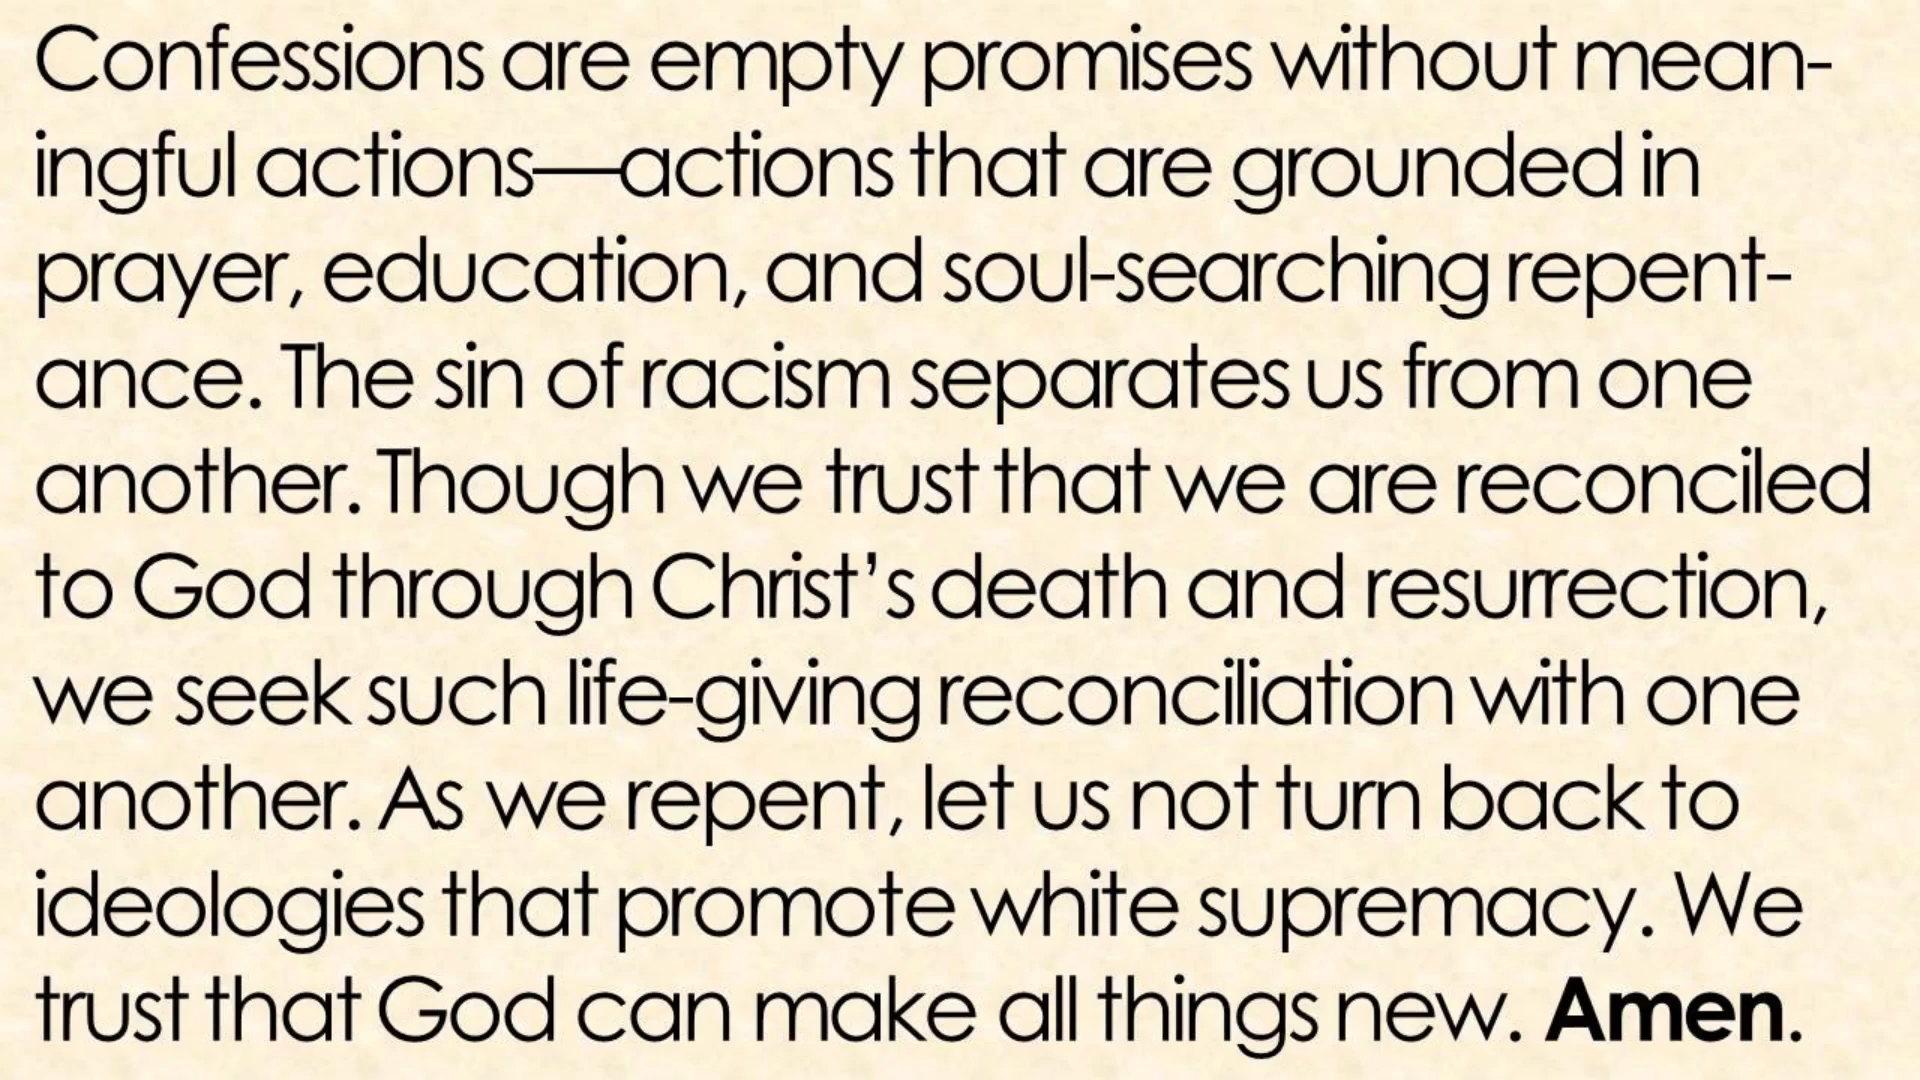 Confessions are empty promises without mean-
ingful actions—actions that are grounded in
prayer, education, and soul-searching repent-
ance. The sin of racism separates us from one
another. Though we trust that we are reconciled
to God through Christ’s death and resurrection,
we seek such life-giving reconciliation with one
another. As we repent, let us not turn back to
ideologies that promote white supremacy. We
trust that God can make all things new. Amen.